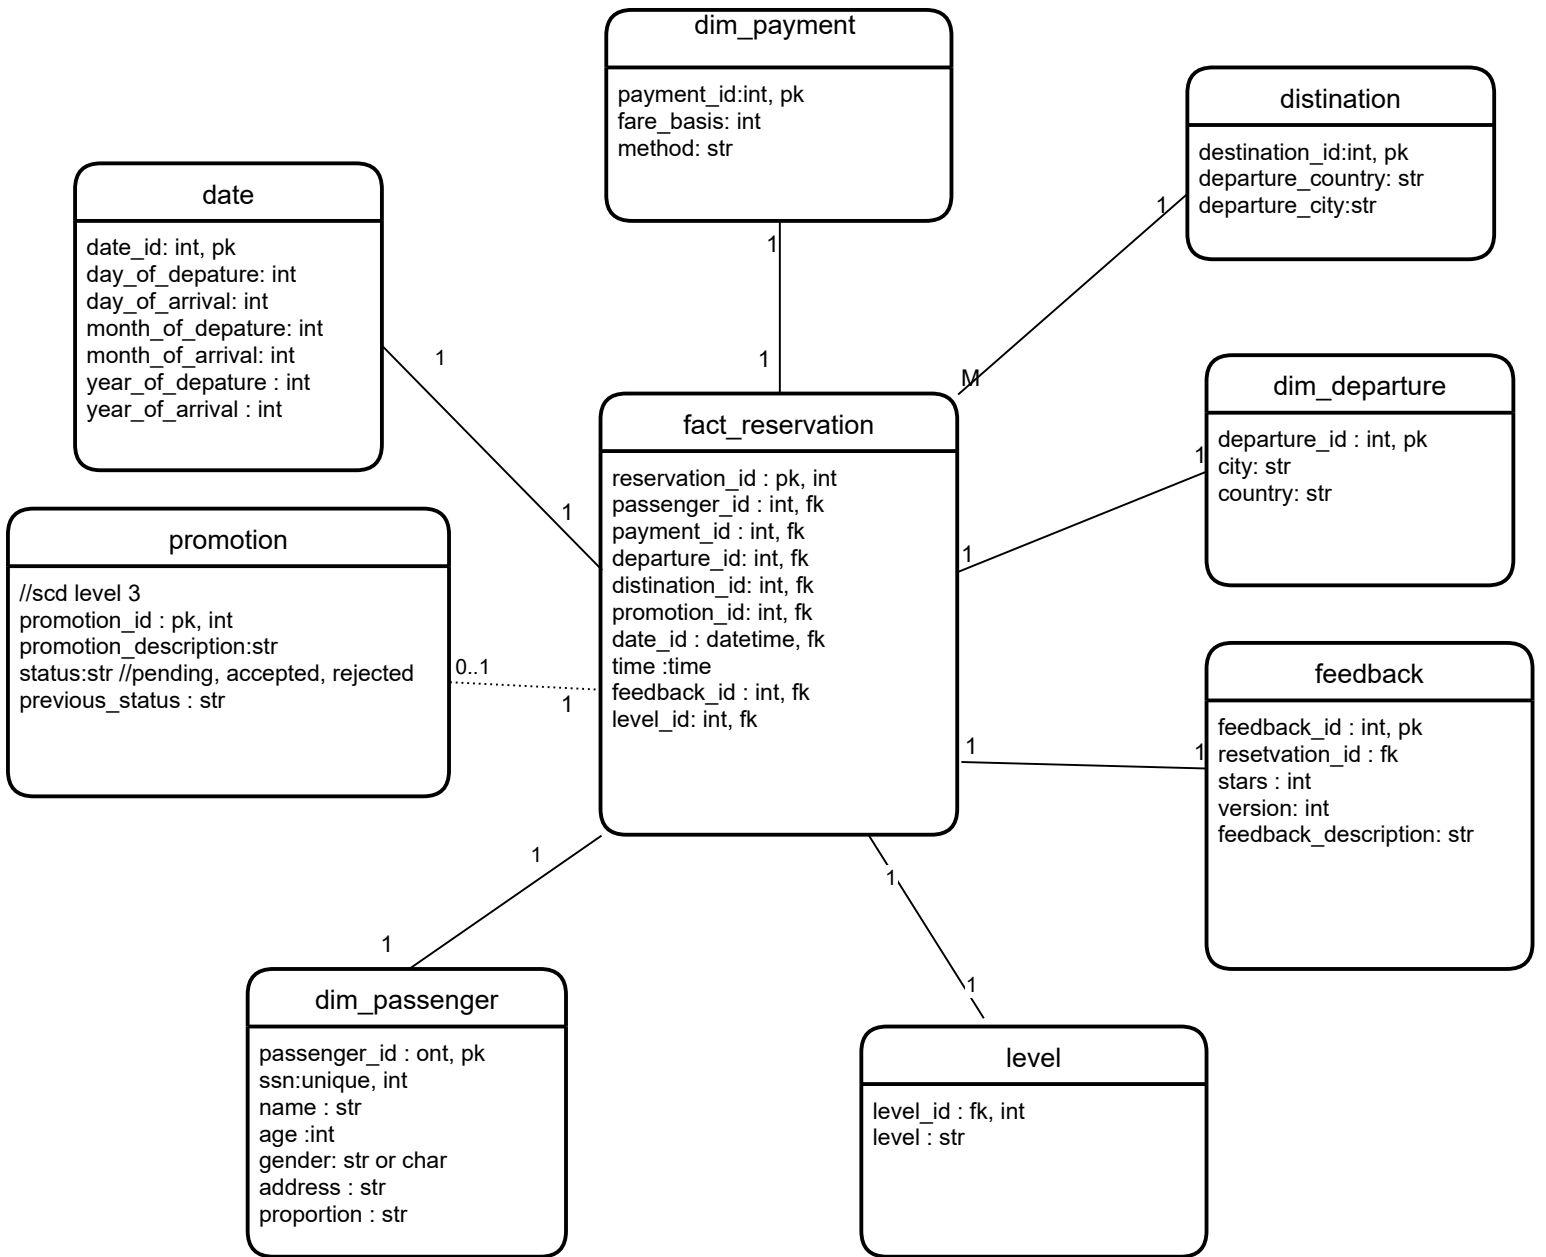 dim_payment
payment_id:int, pk
fare_basis: int
method: str
distination
destination_id:int, pk
departure_country: str
departure_city:str
date
date_id: int, pk
day_of_depature: int
day_of_arrival: int
month_of_depature: int
month_of_arrival: int
year_of_depature : int
year_of_arrival : int
1
1
1
1
1
M
dim_departure
departure_id : int, pk
city: str
country: str
1
1
fact_reservation
reservation_id : pk, int
passenger_id : int, fk
payment_id : int, fk
departure_id: int, fk
distination_id: int, fk
promotion_id: int, fk
date_id : datetime, fk
time :time
feedback_id : int, fk
level_id: int, fk
promotion
//scd level 3
promotion_id : pk, int
promotion_description:str
status:str //pending, accepted, rejected
previous_status : str
0..1
1
feedback
feedback_id : int, pk
resetvation_id : fk
stars : int
version: int
feedback_description: str
1
1
1
1
dim_passenger
passenger_id : ont, pk
ssn:unique, int
name : str
age :int
gender: str or char
address : str
proportion : str
1
1
level
level_id : fk, int
level : str